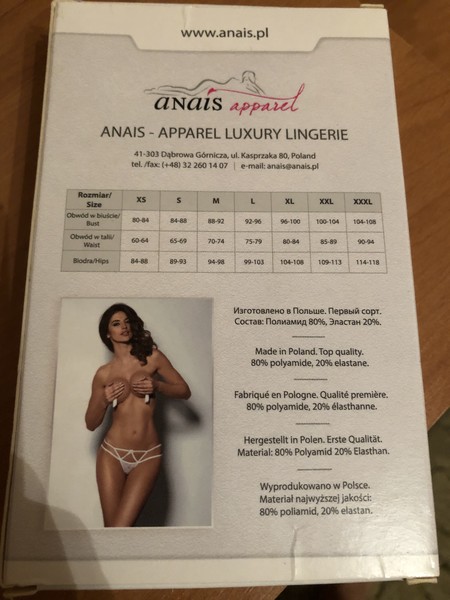 www.anais.pl
anais apparel
ANAIS - APPAREL LUXURY LINGERIE
41-303 Dąbrowa Górnicza, ul. Kasprzaka 80, Poland
tel. /fax: (+48) 32 260 14 07 | e-mail: anais@anais.pl
Rozmiar/ Size XS S M L XL XXL XXXL
Obwód w biuście/ Bust 80-84 84-88 88-92 92-96 96-100 100-104 104-108
Obwód w talii/ Waist 60-64 65-69 70-74 75-79 80-84 85-89 90-94
Biodra/Hips 84-88 89-93 94-98 99-103 104-108 109-113 114-118
Изготовлено в Польше. Первый сорт.
Состав: Полиамид 80%, Эластан 20%.
Made in Poland. Top quality.
80% polyamide, 20% elastane.
Fabriqué en Pologne. Qualité première.
80% polyamide, 20% élasthanne.
Hergestellt in Polen. Erste Qualität.
Material: 80% Polyamid 20% Elasthan.
Wyprodukowano w Polsce.
Materiał najwyższej jakości:
80% poliamid, 20% elastan.